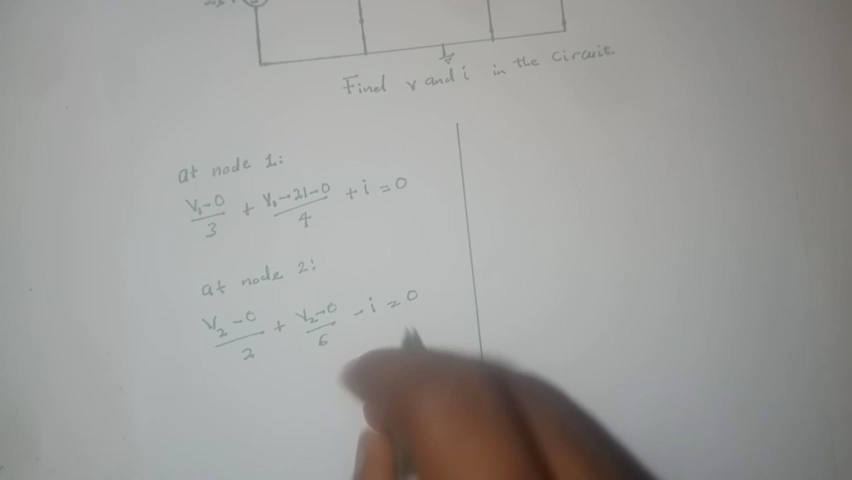 Find v and i in the circuit.
at node 1:
V₁-0/3 + V₁-21-0/4 + i = 0
at node 2:
V₂-0/2 + V₂-0/6 - i = 0